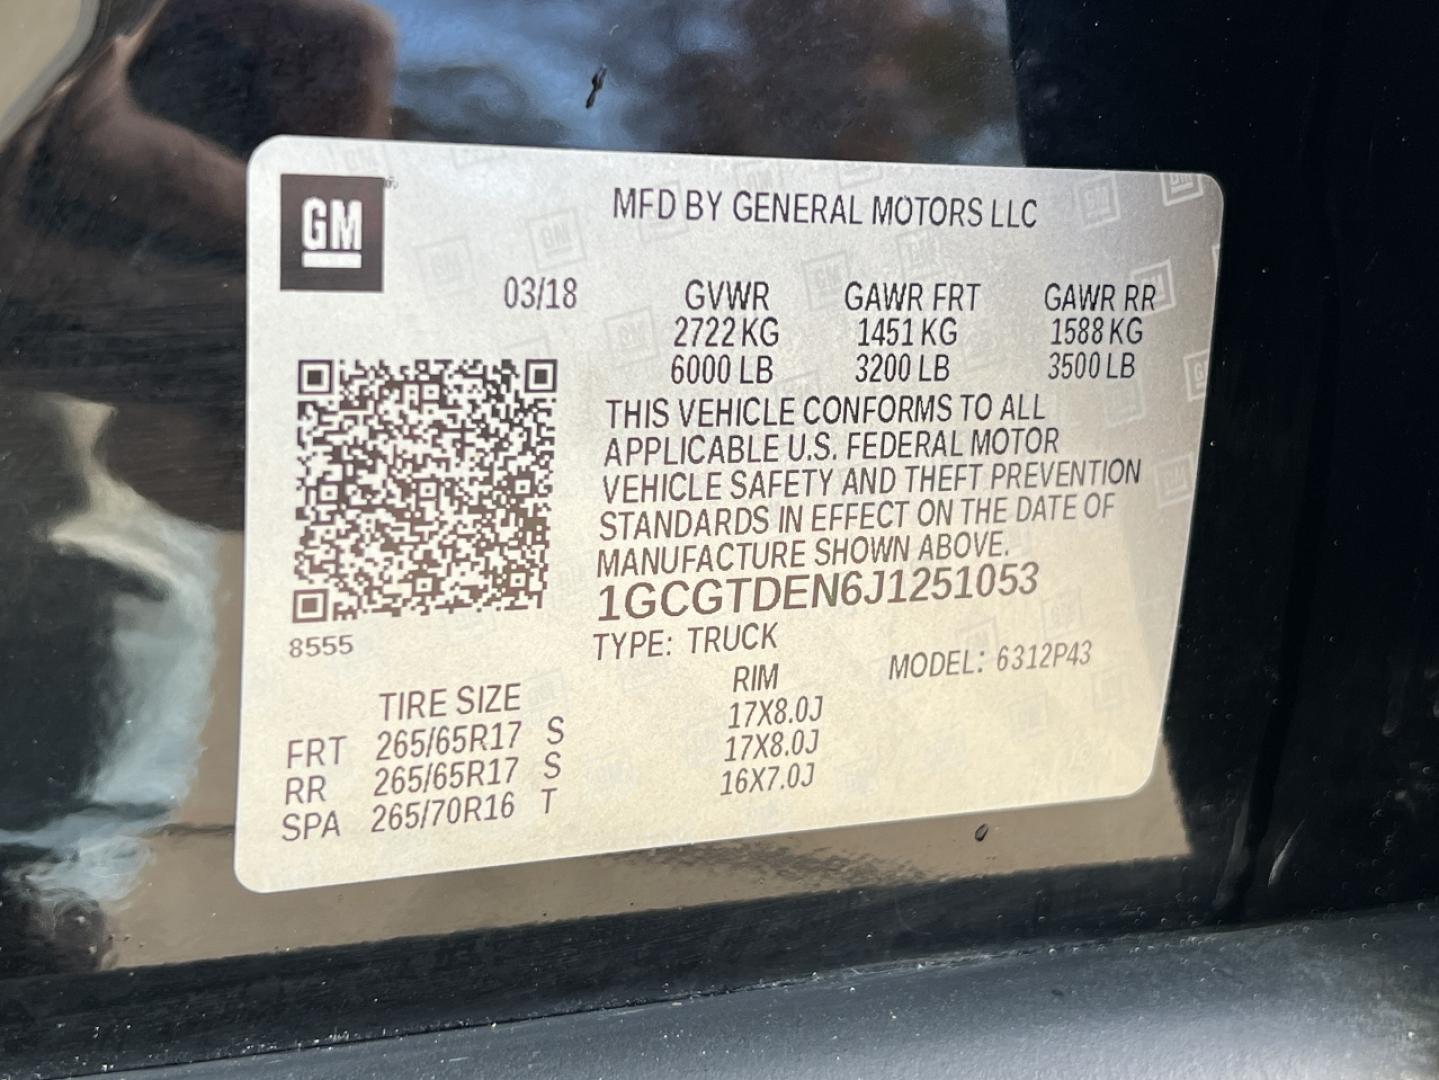 GM
MFD BY GENERAL MOTORS LLC
03/18 GVWR GAWR FRT GAWR RR
2722 KG 1451 KG 1588 KG
6000 LB 3200 LB 3500 LB
THIS VEHICLE CONFORMS TO ALL
APPLICABLE U.S. FEDERAL MOTOR
VEHICLE SAFETY AND THEFT PREVENTION
STANDARDS IN EFFECT ON THE DATE OF
MANUFACTURE SHOWN ABOVE.
1GCGTDEN6J1251053
8555
TYPE: TRUCK MODEL: 6312P43
TIRE SIZE RIM
FRT 265/65R17 S 17X8.0J
RR 265/65R17 S 17X8.0J
SPA 265/70R16 T 16X7.0J